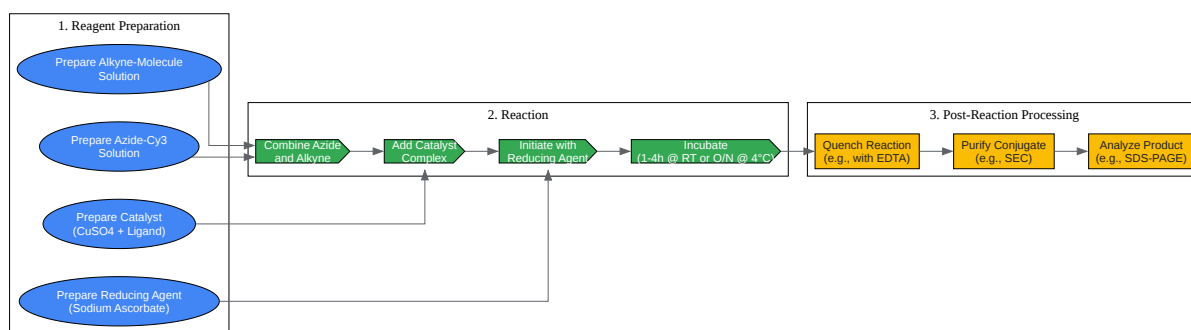 1. Reagent Preparation
Prepare Alkyne-Molecule
Solution
Prepare Azide-Cy3
Solution
Prepare Catalyst
(CuSO4 + Ligand)
Prepare Reducing Agent
(Sodium Ascorbate)
2. Reaction
Combine Azide
and Alkyne
Add Catalyst
Complex
Initiate with
Reducing Agent
Incubate
(1-4h @ RT or O/N @ 4°C)
3. Post-Reaction Processing
Quench Reaction
(e.g., with EDTA)
Purify Conjugate
(e.g., SEC)
Analyze Product
(e.g., SDS-PAGE)